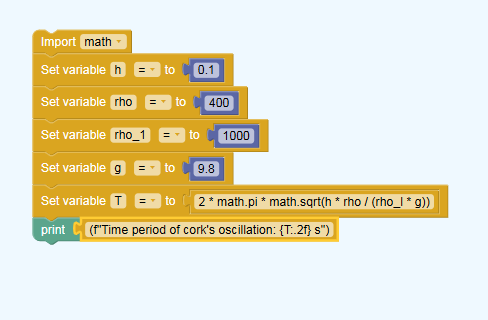 Import math
Set variable h = to 0.1
Set variable rho = to 400
Set variable rho_1 = to 1000
Set variable g = to 9.8
Set variable T = to 2 * math.pi * math.sqrt(h * rho / (rho_l * g))
print (f"Time period of cork's oscillation: {T:.2f} s")